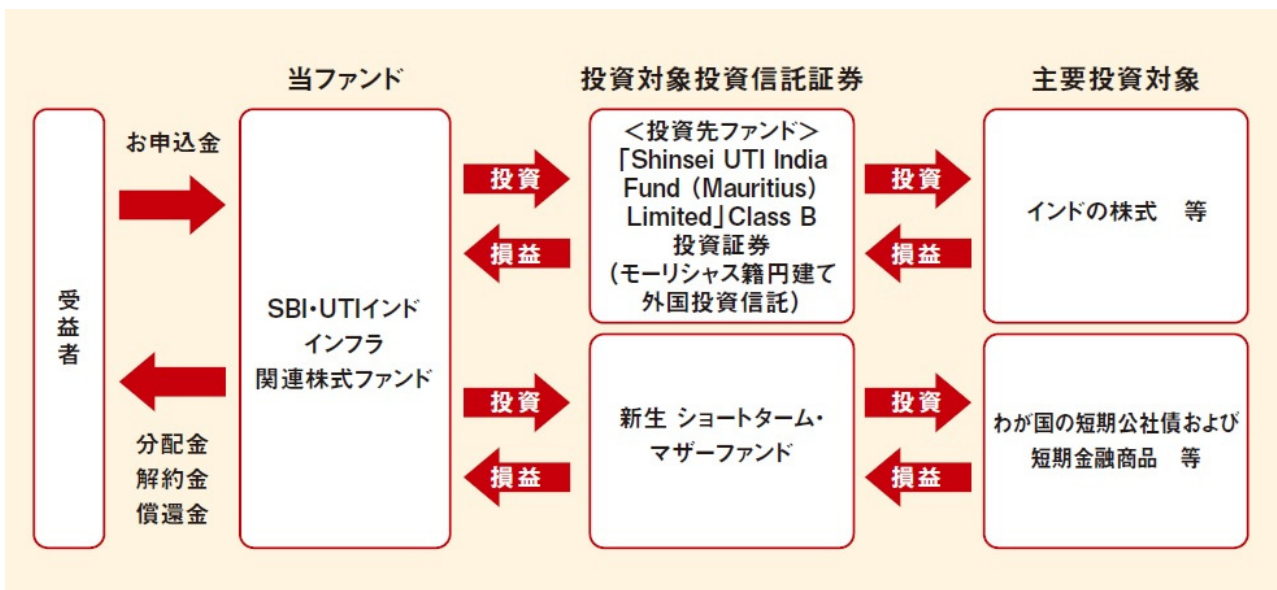 当ファンド
投資対象投資信託証券
主要投資対象
受益者
お申込金
分配金
解約金
償還金
SBI・UTIインド
インフラ
関連株式ファンド
投資
損益
<投資先ファンド>
「Shinsei UTI India
Fund (Mauritius)
Limited」Class B
投資証券
(モーリシャス籍円建て
外国投資信託)
投資
損益
インドの株式 等
投資
損益
新生 ショートターム・
マザーファンド
投資
損益
わが国の短期公社債および
短期金融商品 等